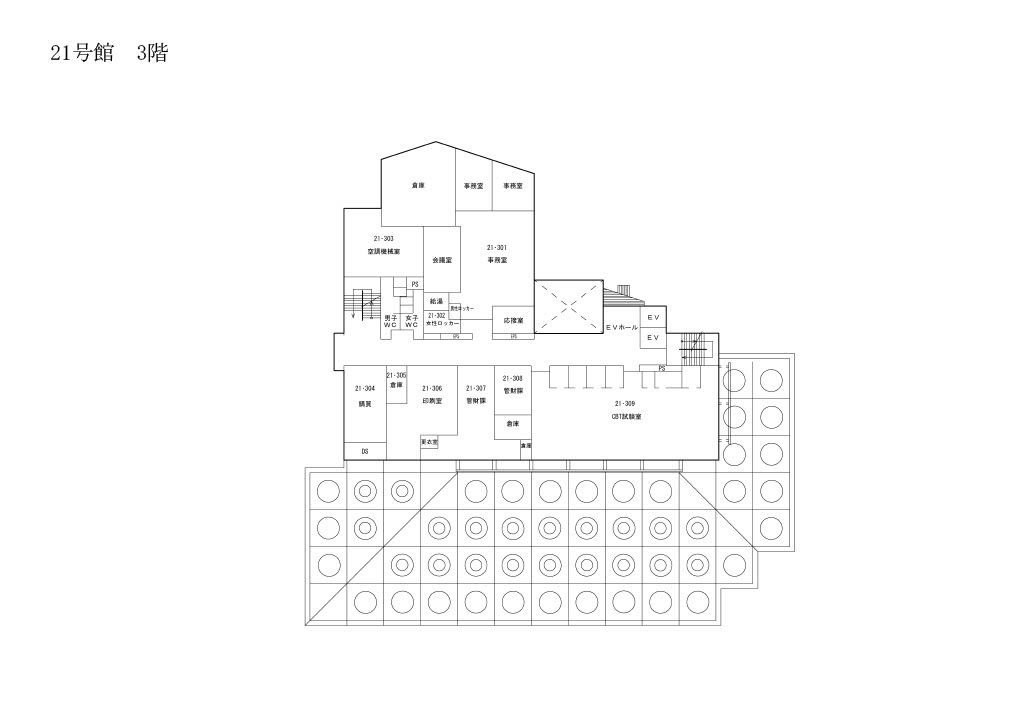 21号館　3階
倉庫
事務室
事務室
21-303
空調機械室
21-301
事務室
会議室
PS
給湯
男性ロッカー
21-302
女性ロッカー
男子
WC
女子
WC
応接室
EPS
EPS
EVホール
EV
EV
PS
21-304
購買
21-305
倉庫
21-306
印刷室
21-307
管財課
21-308
管財課
倉庫
21-309
CBT試験室
更衣室
倉庫
DS